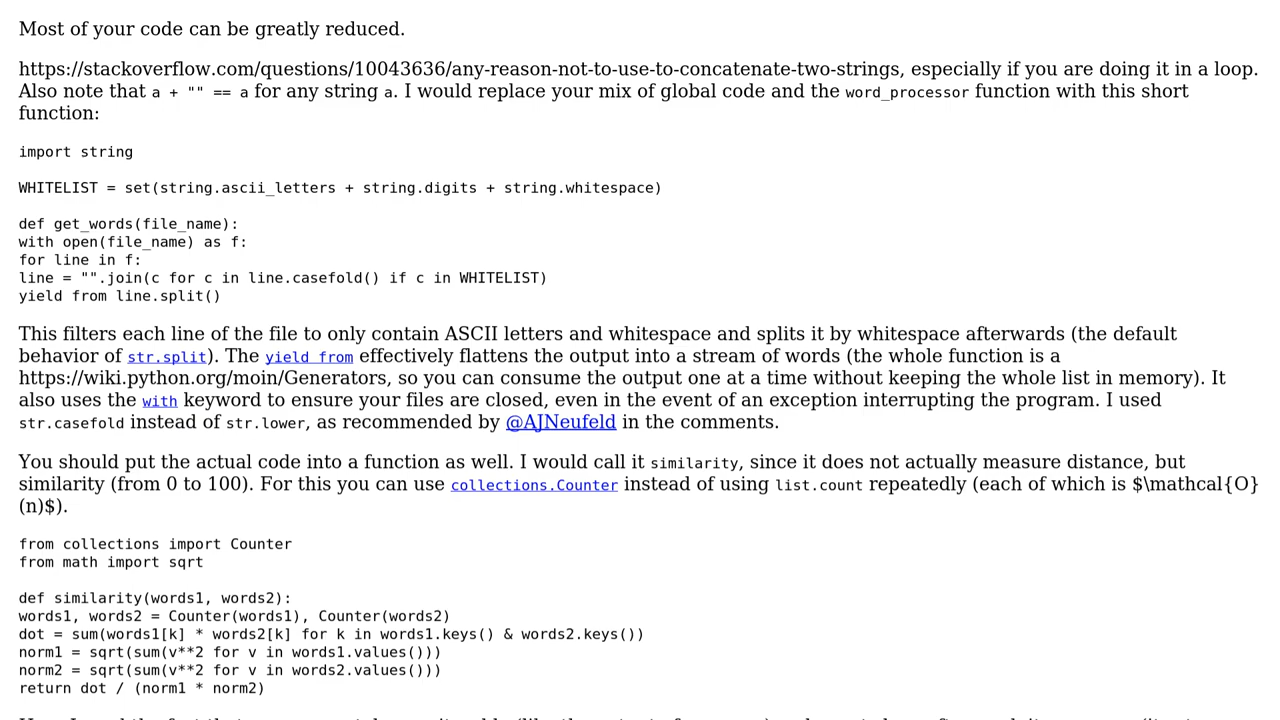 Most of your code can be greatly reduced.
https://stackoverflow.com/questions/10043636/any-reason-not-to-use-to-concatenate-two-strings, especially if you are doing it in a loop.
Also note that a + "" == a for any string a. I would replace your mix of global code and the word_processor function with this short
function:
import string
WHITELIST = set(string.ascii_letters + string.digits + string.whitespace)
def get_words(file_name):
with open(file_name) as f:
for line in f:
line = "".join(c for c in line.casefold() if c in WHITELIST)
yield from line.split()
This filters each line of the file to only contain ASCII letters and whitespace and splits it by whitespace afterwards (the default
behavior of str.split). The yield from effectively flattens the output into a stream of words (the whole function is a
https://wiki.python.org/moin/Generators, so you can consume the output one at a time without keeping the whole list in memory). It
also uses the with keyword to ensure your files are closed, even in the event of an exception interrupting the program. I used
str.casefold instead of str.lower, as recommended by @AJNeufeld in the comments.
You should put the actual code into a function as well. I would call it similarity, since it does not actually measure distance, but
similarity (from 0 to 100). For this you can use collections.Counter instead of using list.count repeatedly (each of which is $\mathcal{O}
(n)$).
from collections import Counter
from math import sqrt
def similarity(words1, words2):
words1, words2 = Counter(words1), Counter(words2)
dot = sum(words1[k] * words2[k] for k in words1.keys() & words2.keys())
norm1 = sqrt(sum(v**2 for v in words1.values()))
norm2 = sqrt(sum(v**2 for v in words2.values()))
return dot / (norm1 * norm2)